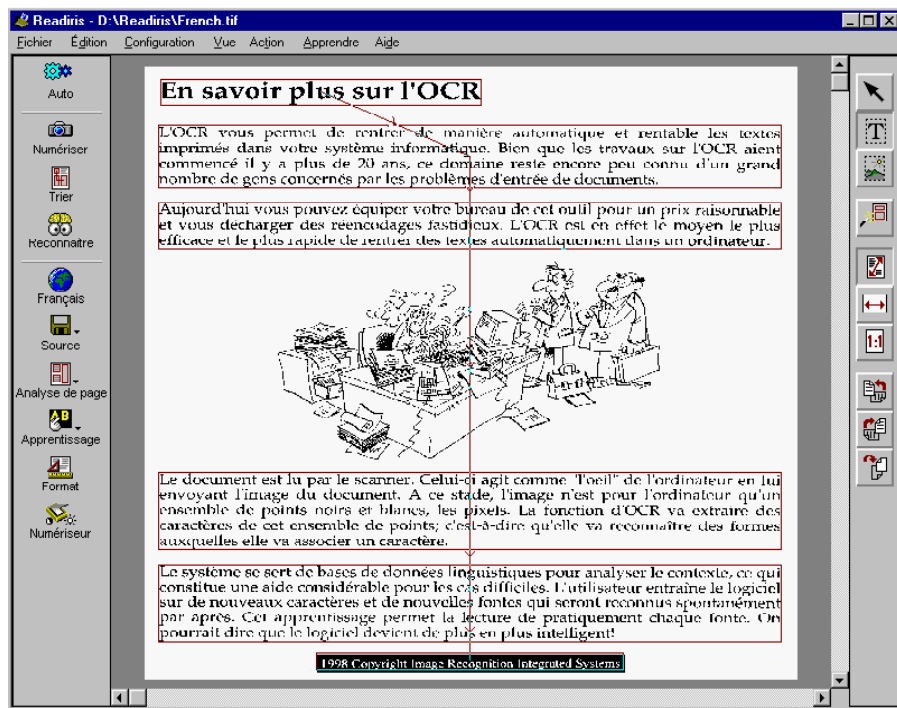 Readiris - D:\Readiris\French.tif
Fichier Édition Configuration Vue Action Apprendre Aide
Auto
Numériser
Trier
Reconnaître
Français
Source
Analyse de page
Apprentissage
Format
Numériseur
En savoir plus sur l'OCR
L'OCR vous permet de rentrer de manière automatique et rentable les textes
imprimés dans votre système informatique. Bien que les travaux sur l'OCR aient
commencé il y a plus de 20 ans, ce domaine reste encore peu connu d'un grand
nombre de gens concernés par les problèmes d'entrée de documents.
Aujourd'hui vous pouvez équiper votre bureau de cet outil pour un prix raisonnable
et vous décharger des réencodages fastidieux. L'OCR est en effet le moyen le plus
efficace et le plus rapide de rentrer des textes automatiquement dans un ordinateur.
Le document est lu par le scanner. Celui-ci agit comme "l'oeil" de l'ordinateur en lui
envoyant l'image du document. A ce stade, l'image n'est pour l'ordinateur qu'un
ensemble de points noirs et blancs, les pixels. La fonction d'OCR va extraire des
caractères de cet ensemble de points; c'est-à-dire qu'elle va reconnaître des formes
auxquelles elle va associer un caractère.
Le système se sert de bases de données linguistiques pour analyser le contexte, ce qui
constitue une aide considérable pour les cas difficiles. L'utilisateur entraîne le logiciel
sur de nouveaux caractères et de nouvelles fontes qui seront reconnus spontanément
par après. Cet apprentissage permet la lecture de pratiquement chaque fonte. On
pourrait dire que le logiciel devient de plus en plus intelligent!
1998 Copyright Image Recognition Integrated Systems
T
1:1